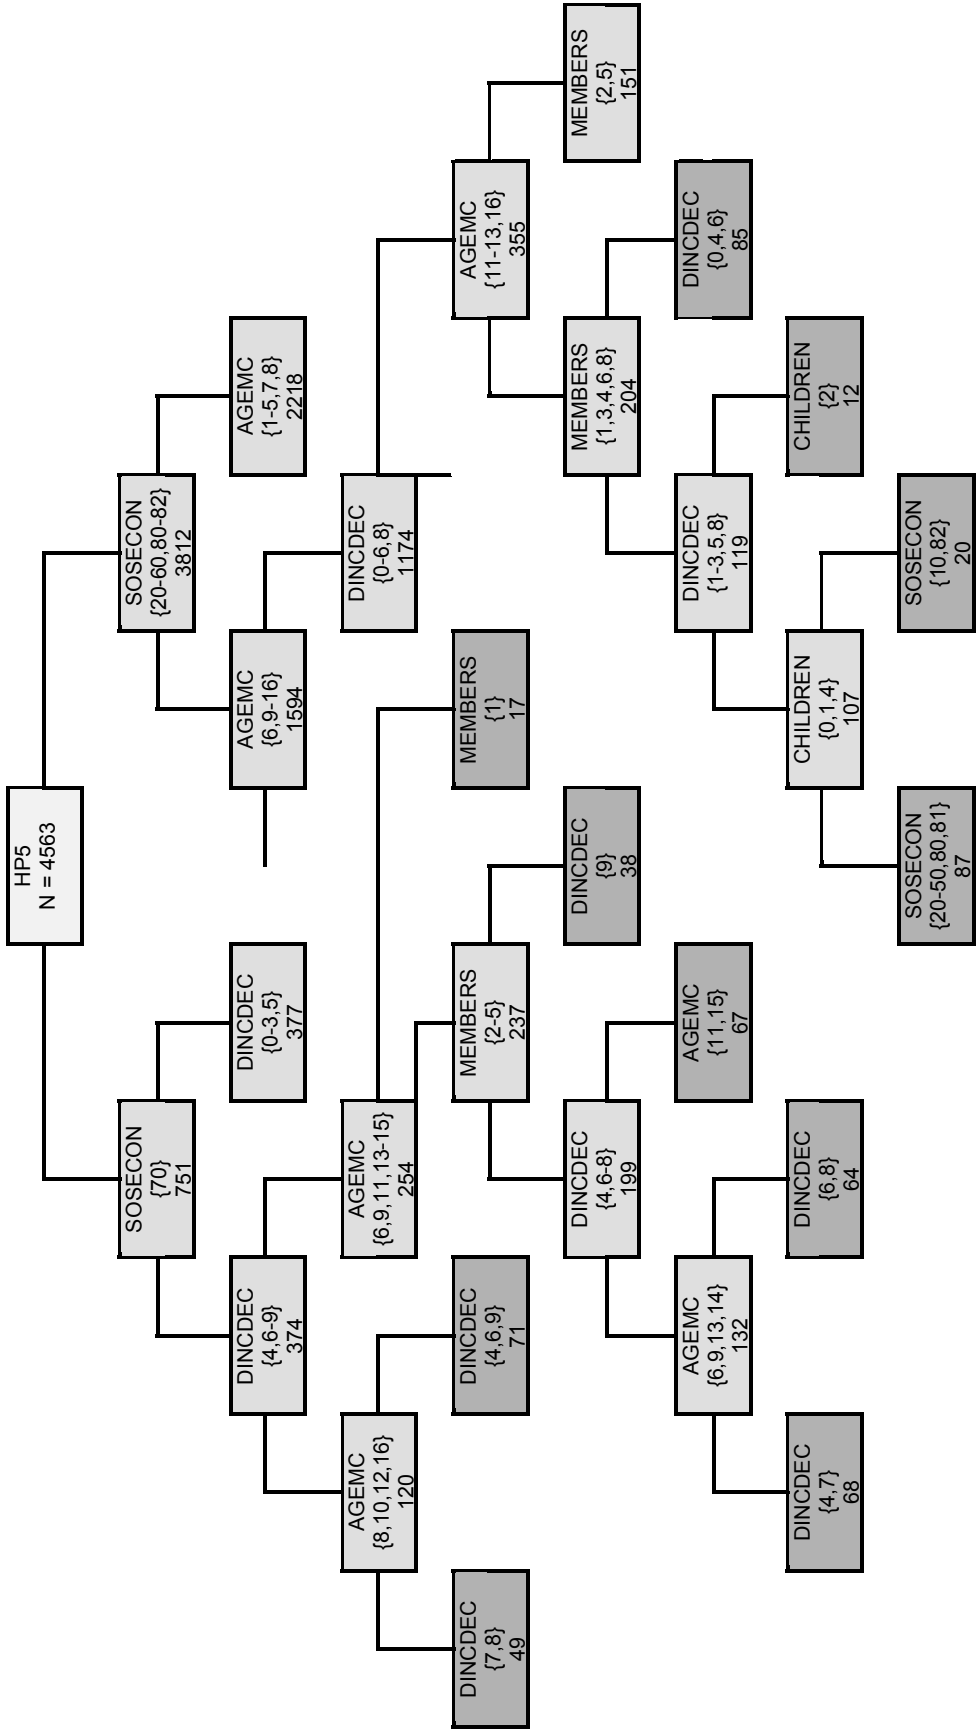 HP5
N = 4563
SOSECON
{70}
751
SOSECON
{20-60,80-82}
3812
DINCDEC
{4,6-9}
374
DINCDEC
{0-3,5}
377
AGEMC
{6,9-16}
1594
AGEMC
{1-5,7,8}
2218
AGEMC
{8,10,12,16}
120
AGEMC
{6,9,11,13-15}
254
DINCDEC
{0-6,8}
1174
DINCDEC
{7,8}
49
DINCDEC
{4,6,9}
71
MEMBERS
{2-5}
237
MEMBERS
{1}
17
AGEMC
{11-13,16}
355
DINCDEC
{4,6-8}
199
DINCDEC
{9}
38
MEMBERS
{1,3,4,6,8}
204
MEMBERS
{2,5}
151
AGEMC
{6,9,13,14}
132
AGEMC
{11,15}
67
DINCDEC
{1-3,5,8}
119
DINCDEC
{0,4,6}
85
DINCDEC
{4,7}
68
DINCDEC
{6,8}
64
CHILDREN
{0,1,4}
107
CHILDREN
{2}
12
SOSECON
{20-50,80,81}
87
SOSECON
{10,82}
20